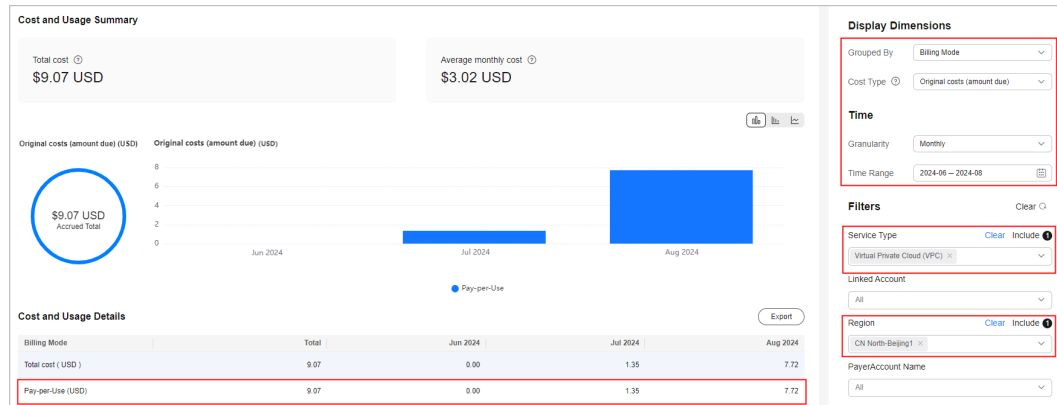 Cost and Usage Summary
Total cost
$9.07 USD
Average monthly cost
$3.02 USD
Original costs (amount due) (USD)
$9.07 USD
Accrued Total
Original costs (amount due) (USD)
8
6
4
2
0
Jun 2024 Jul 2024 Aug 2024
Pay-per-Use
Cost and Usage Details
Export
Billing Mode Total Jun 2024 Jul 2024 Aug 2024
Total cost ( USD ) 9.07 0.00 1.35 7.72
Pay-per-Use (USD) 9.07 0.00 1.35 7.72
Display Dimensions
Grouped By Billing Mode
Cost Type Original costs (amount due)
Time
Granularity Monthly
Time Range 2024-06 – 2024-08
Filters Clear
Service Type Clear Include 1
Virtual Private Cloud (VPC) ×
Linked Account
All
Region Clear Include 1
CN North-Beijing1 ×
PayerAccount Name
All